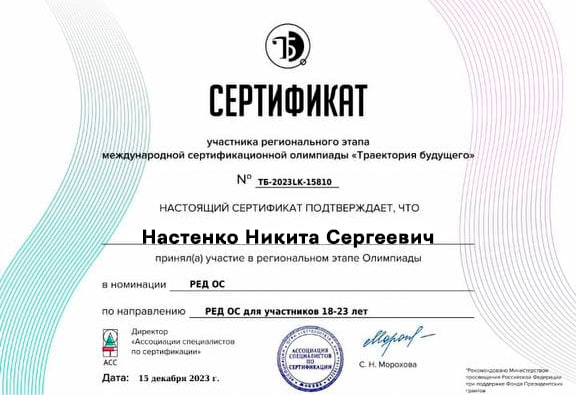 ТБ
СЕРТИФИКАТ
участника регионального этапа
международной сертификационной олимпиады «Траектория будущего»
№ ТБ-2023LK-15810
НАСТОЯЩИЙ СЕРТИФИКАТ ПОДТВЕРЖДАЕТ, ЧТО
Настенко Никита Сергеевич
принял(а) участие в региональном этапе Олимпиады
в номинации РЕД ОС
по направлению РЕД ОС для участников 18-23 лет
АСС
Директор
«Ассоциации специалистов
по сертификации»
АССОЦИАЦИЯ
СПЕЦИАЛИСТОВ
ПО
СЕРТИФИКАЦИИ
С. Н. Морохова
Дата: 15 декабря 2023 г.
*Рекомендовано Министерством
просвещения Российской Федерации
при поддержке Фонда Президентских
грантов